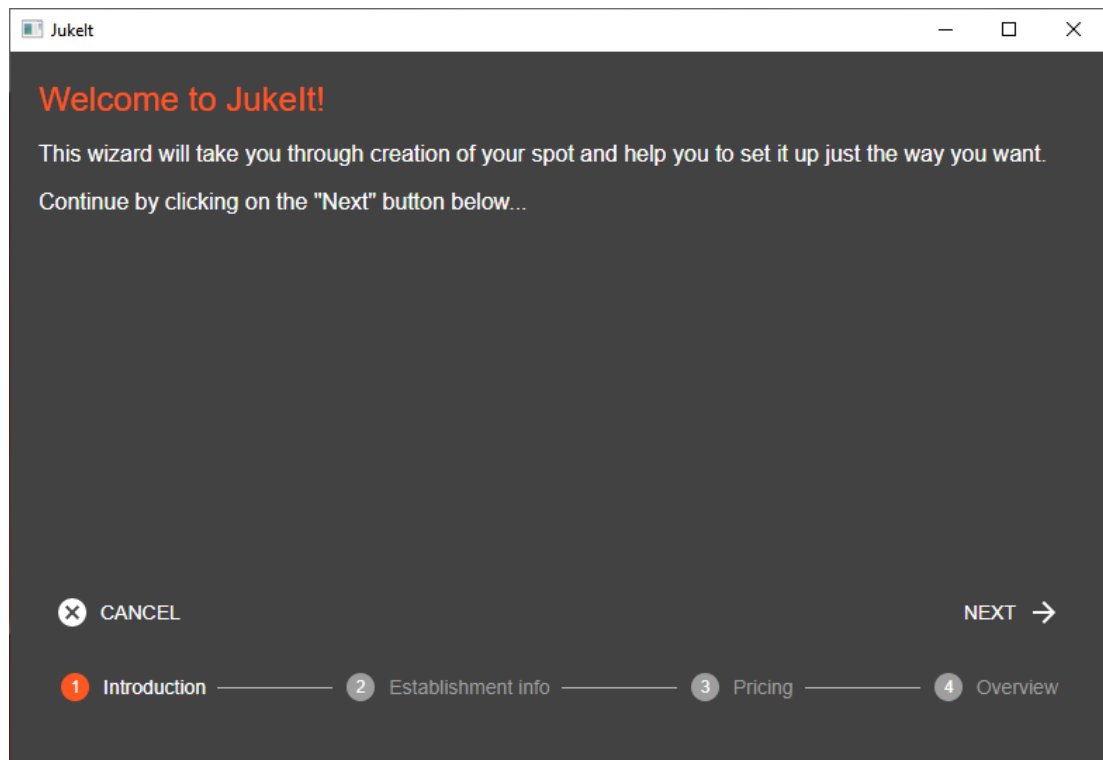 JukeIt
Welcome to JukeIt!
This wizard will take you through creation of your spot and help you to set it up just the way you want.
Continue by clicking on the "Next" button below...
CANCEL
NEXT
1 Introduction 2 Establishment info 3 Pricing 4 Overview